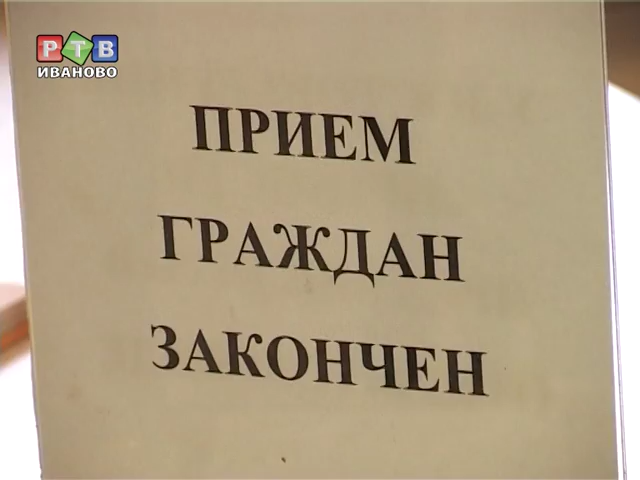 РТВ
ИВАНОВО
ПРИЕМ
ГРАЖДАН
ЗАКОНЧЕН